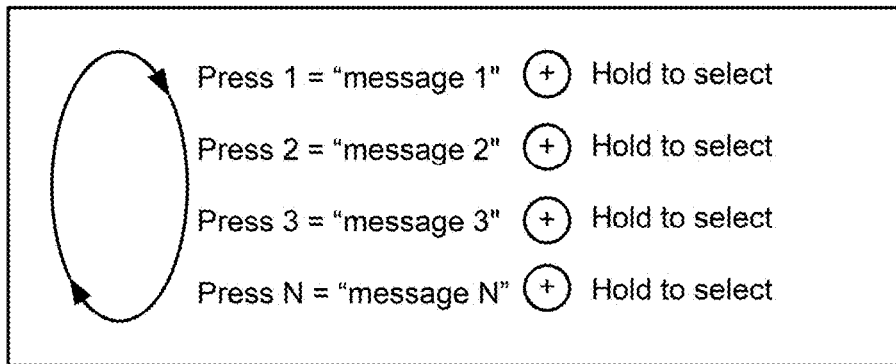 Press 1 = “message 1" + Hold to select
Press 2 = “message 2" + Hold to select
Press 3 = “message 3" + Hold to select
Press N = “message N” + Hold to select